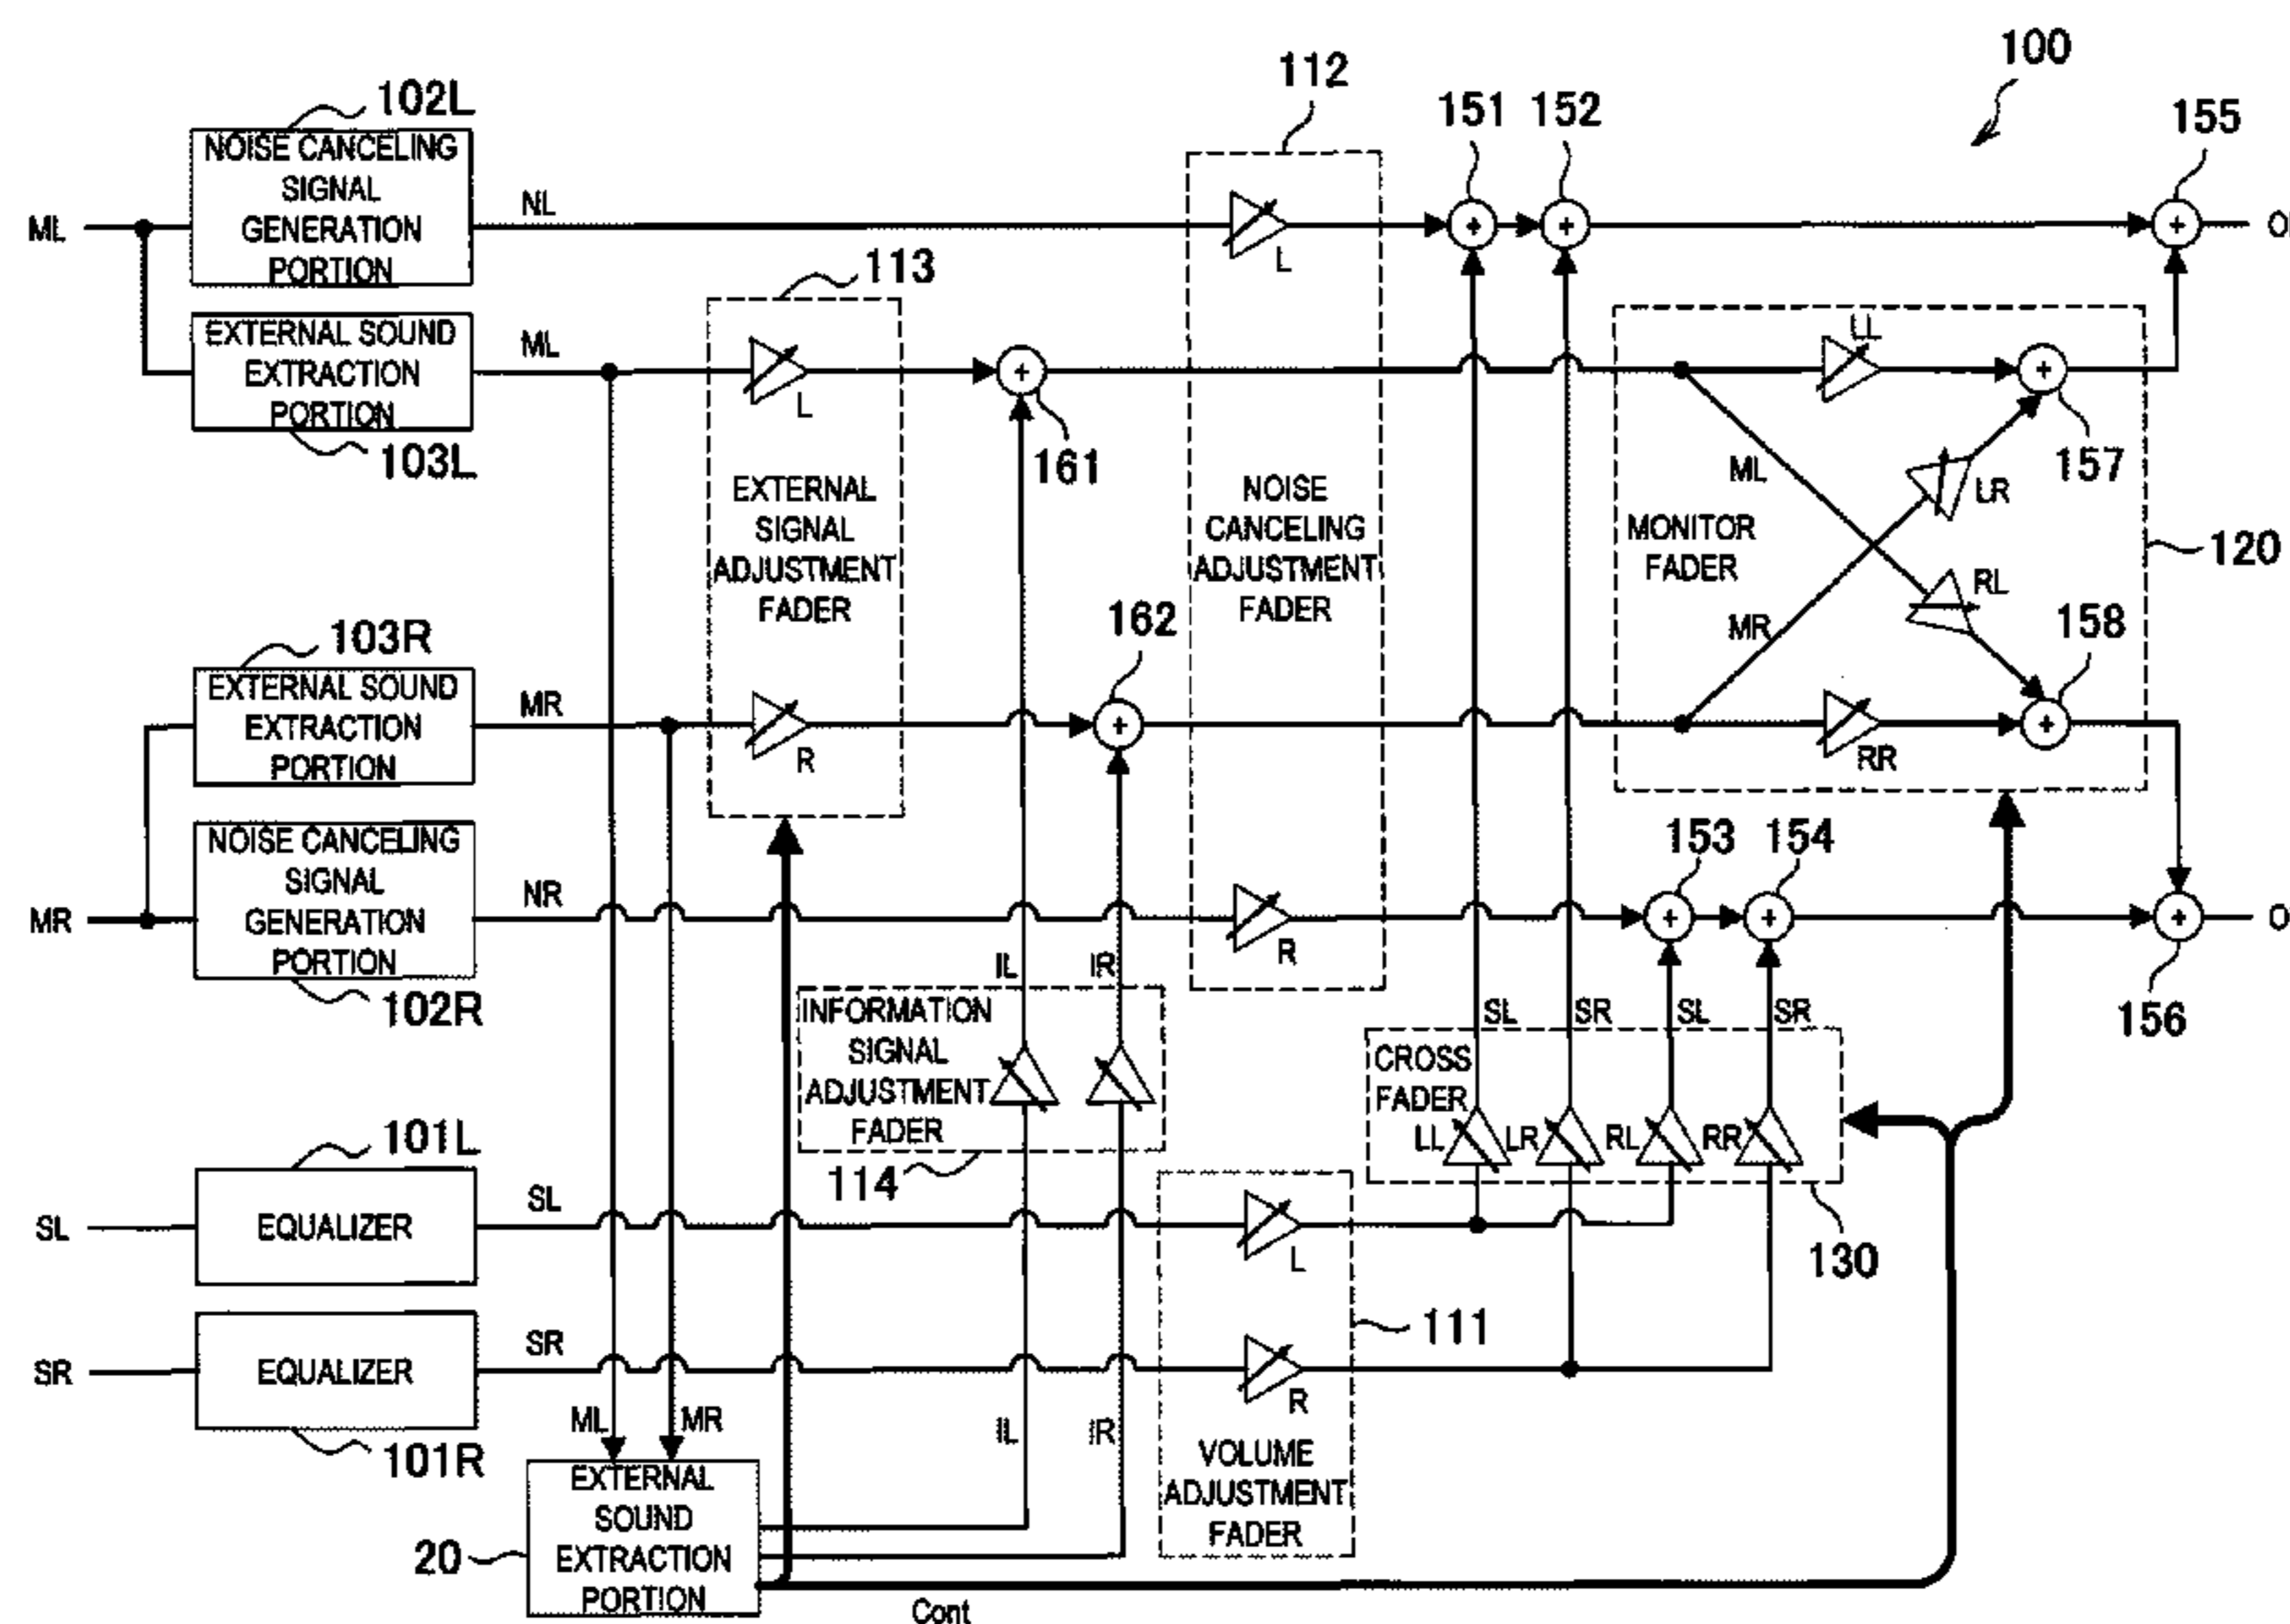 100
112
102L
151
152
155
NOISE CANCELING
SIGNAL
GENERATION
PORTION
ML
NL
L
O
113
EXTERNAL SOUND
EXTRACTION
PORTION
ML
103L
L
161
LL
157
EXTERNAL
SIGNAL
ADJUSTMENT
FADER
NOISE
CANCELING
ADJUSTMENT
FADER
ML
LR
MONITOR
FADER
120
RL
MR
103R
162
158
EXTERNAL SOUND
EXTRACTION
PORTION
MR
R
RR
153
154
NOISE CANCELING
SIGNAL
GENERATION
PORTION
MR
NR
R
O
102R
156
IL
IR
SL
SR
SL
SR
INFORMATION
SIGNAL
ADJUSTMENT
FADER
CROSS
FADER
LL
LR
RL
RR
114
101L
130
SL
EQUALIZER
SL
L
111
SR
EQUALIZER
SR
R
101R
ML
MR
IL
IR
VOLUME
ADJUSTMENT
FADER
20
EXTERNAL
SOUND
EXTRACTION
PORTION
Cont